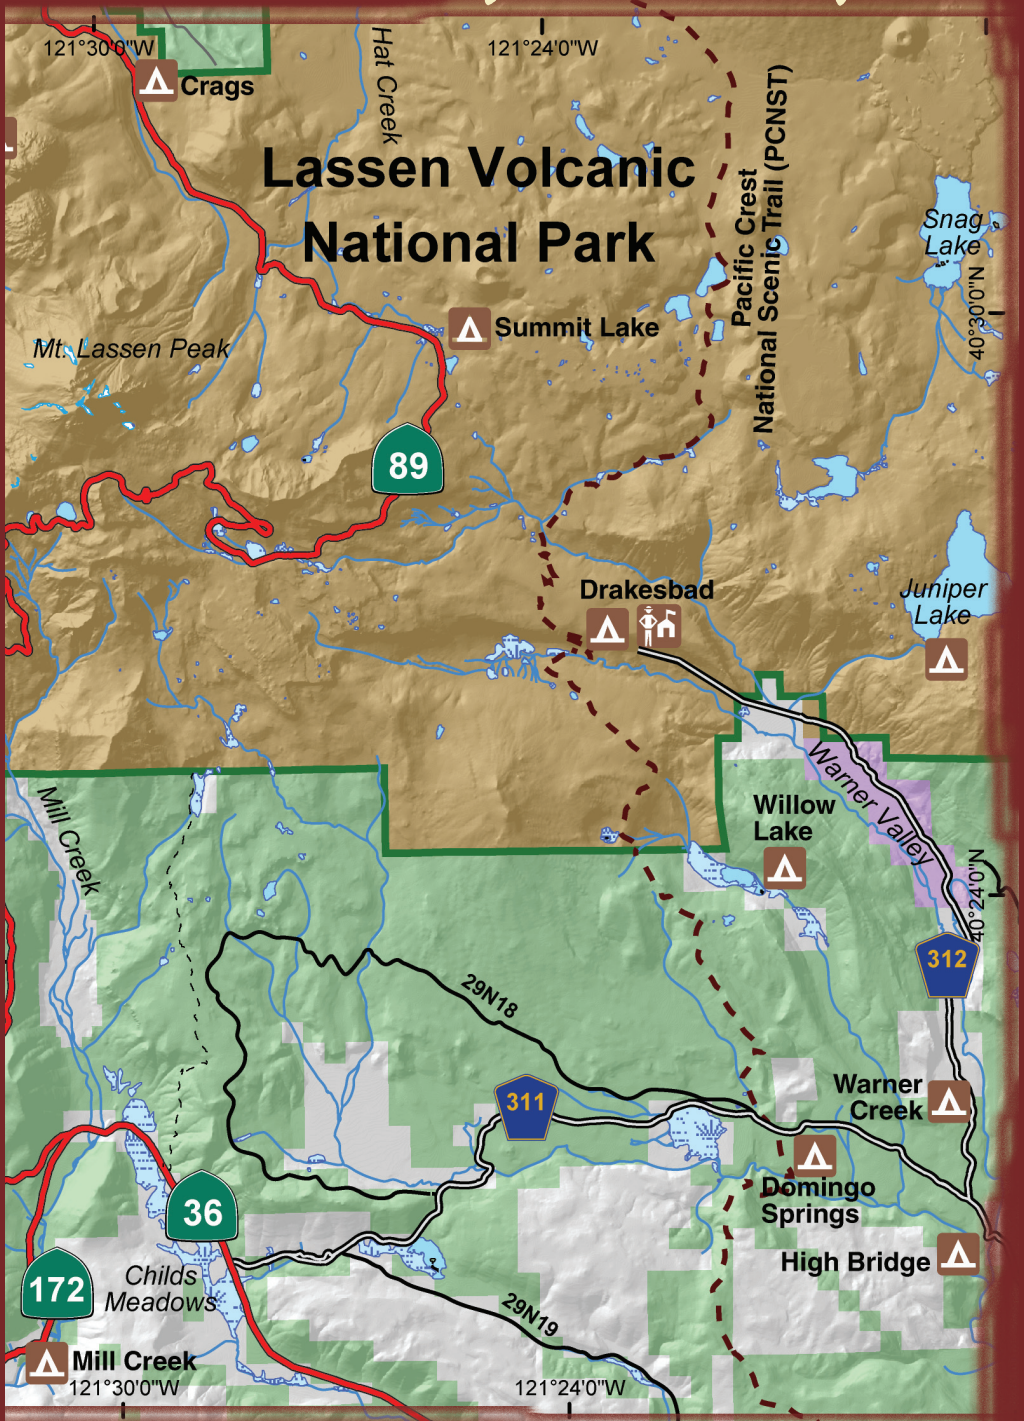 121°30'0"W
121°24'0"W
Crags
Hat Creek
Lassen Volcanic
National Park
Pacific Crest
National Scenic Trail (PCNST)
Snag
Lake
40°30'0"N
Summit Lake
Mt. Lassen Peak
89
Drakesbad
Juniper
Lake
Warner Valley
Mill Creek
Willow
Lake
40°24'0"N
312
29N18
311
Warner
Creek
Domingo
Springs
36
High Bridge
172
Childs
Meadows
29N19
Mill Creek
121°30'0"W
121°24'0"W